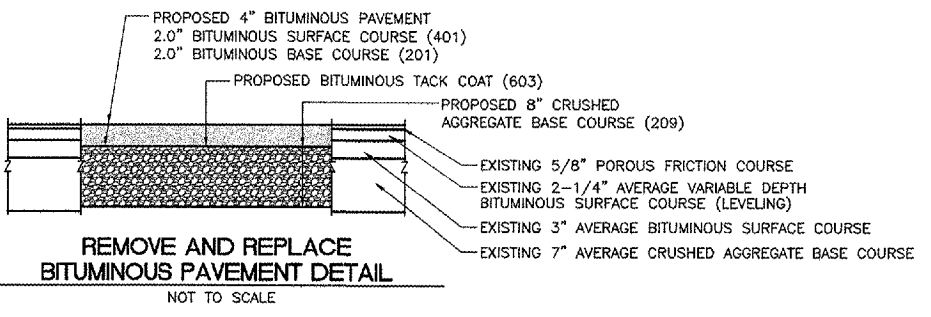 PROPOSED 4" BITUMINOUS PAVEMENT
2.0" BITUMINOUS SURFACE COURSE (401)
2.0" BITUMINOUS BASE COURSE (201)
PROPOSED BITUMINOUS TACK COAT (603)
PROPOSED 8" CRUSHED
AGGREGATE BASE COURSE (209)
EXISTING 5/8" POROUS FRICTION COURSE
EXISTING 2-1/4" AVERAGE VARIABLE DEPTH
BITUMINOUS SURFACE COURSE (LEVELING)
EXISTING 3" AVERAGE BITUMINOUS SURFACE COURSE
EXISTING 7" AVERAGE CRUSHED AGGREGATE BASE COURSE
REMOVE AND REPLACE
BITUMINOUS PAVEMENT DETAIL
NOT TO SCALE